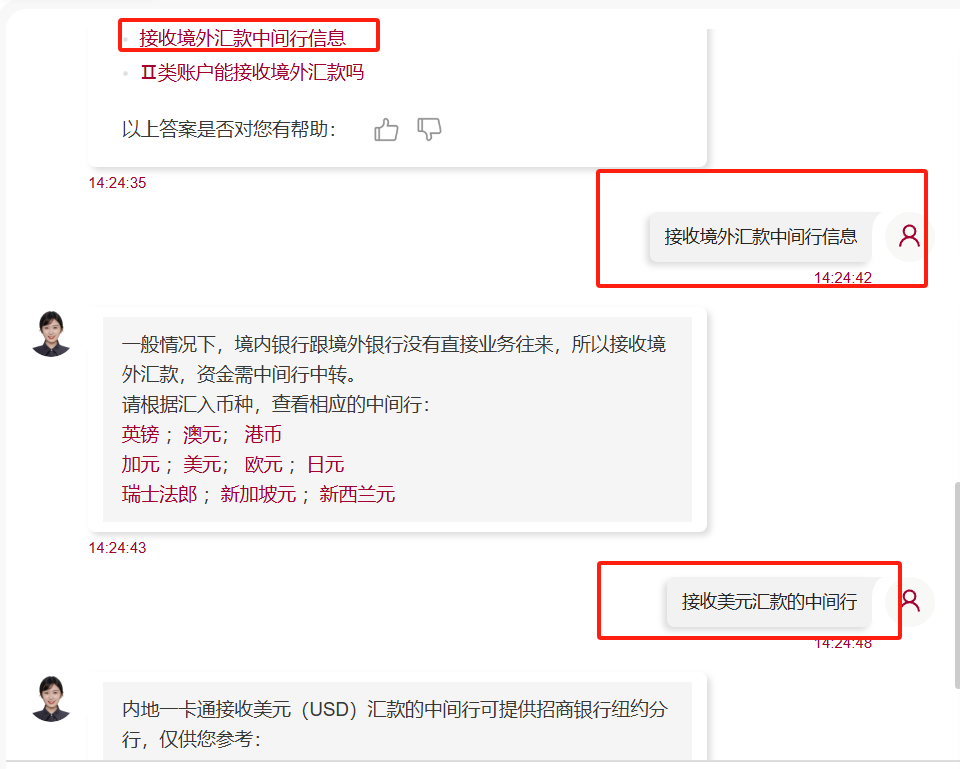 接收境外汇款中间行信息
Ⅱ类账户能接收境外汇款吗
以上答案是否对您有帮助：
14:24:35
接收境外汇款中间行信息
14:24:42
一般情况下，境内银行跟境外银行没有直接业务往来，所以接收境
外汇款，资金需中间行中转。
请根据汇入币种，查看相应的中间行：
英镑 ；澳元； 港币
加元 ；美元； 欧元 ；日元
瑞士法郎 ；新加坡元 ；新西兰元
14:24:43
接收美元汇款的中间行
14:24:48
内地一卡通接收美元（USD）汇款的中间行可提供招商银行纽约分
行，仅供您参考：